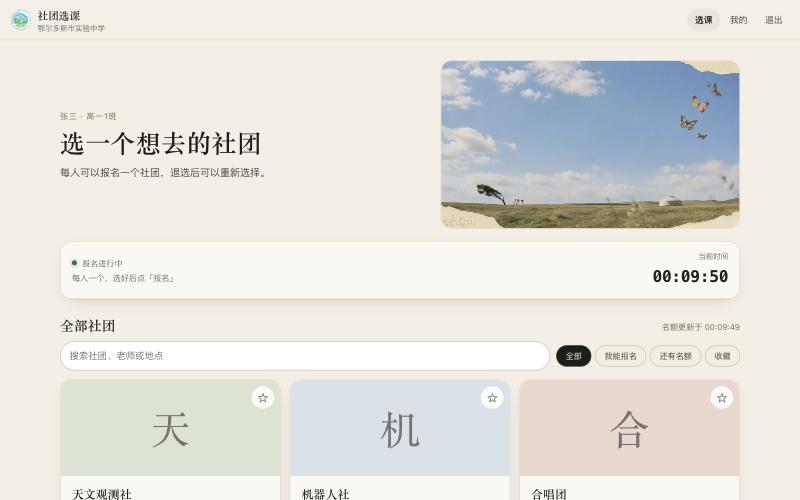 社团选课
鄂尔多斯市实验中学
选课 我的 退出
张三 · 高一1班
选一个想去的社团
每人可以报名一个社团，退选后可以重新选择。
报名进行中
每人一个，选好后点「报名」
当前时间
00:09:50
全部社团
名额更新于 00:09:49
搜索社团、老师或地点
全部 我能报名 还有名额 收藏
天 机 合
天文观测社 机器人社 合唱团